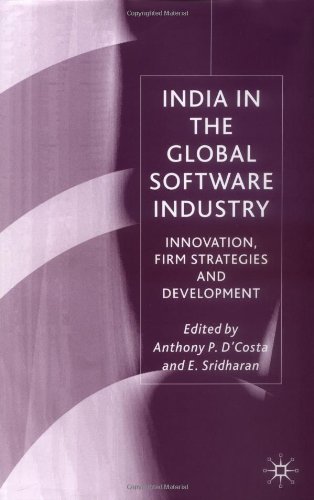 INDIA IN
THE
GLOBAL
SOFTWARE
INDUSTRY
INNOVATION,
FIRM STRATEGIES
AND
DEVELOPMENT
Edited by
Anthony P. D'Costa
and E. Sridharan